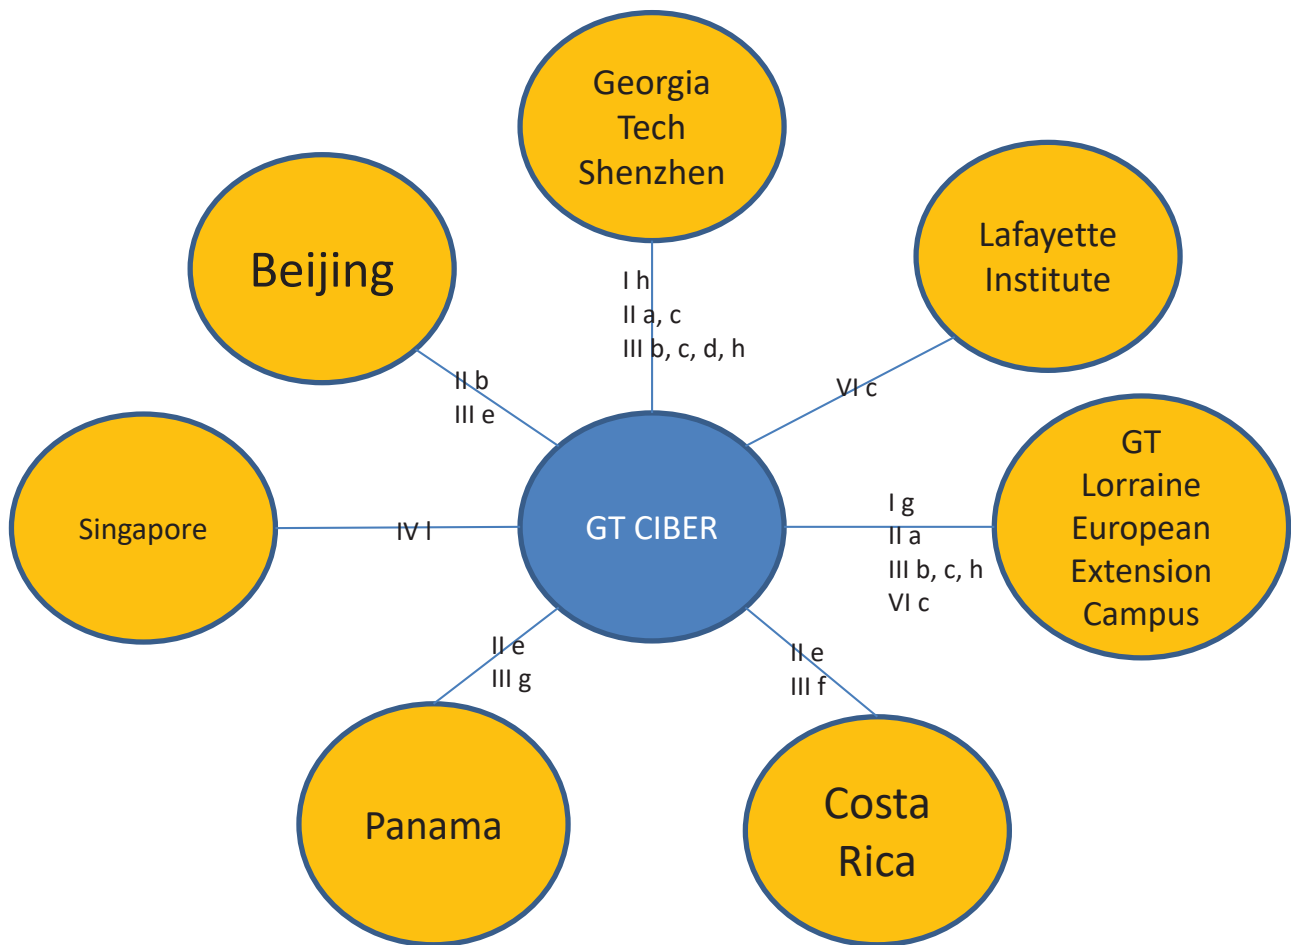 Georgia
Tech
Shenzhen
Beijing
Lafayette
Institute
I h
II a, c
III b, c, d, h
II b
III e
VI c
Singapore
IV l
GT CIBER
I g
II a
III b, c, h
VI c
GT
Lorraine
European
Extension
Campus
II e
III g
II e
III f
Panama
Costa
Rica